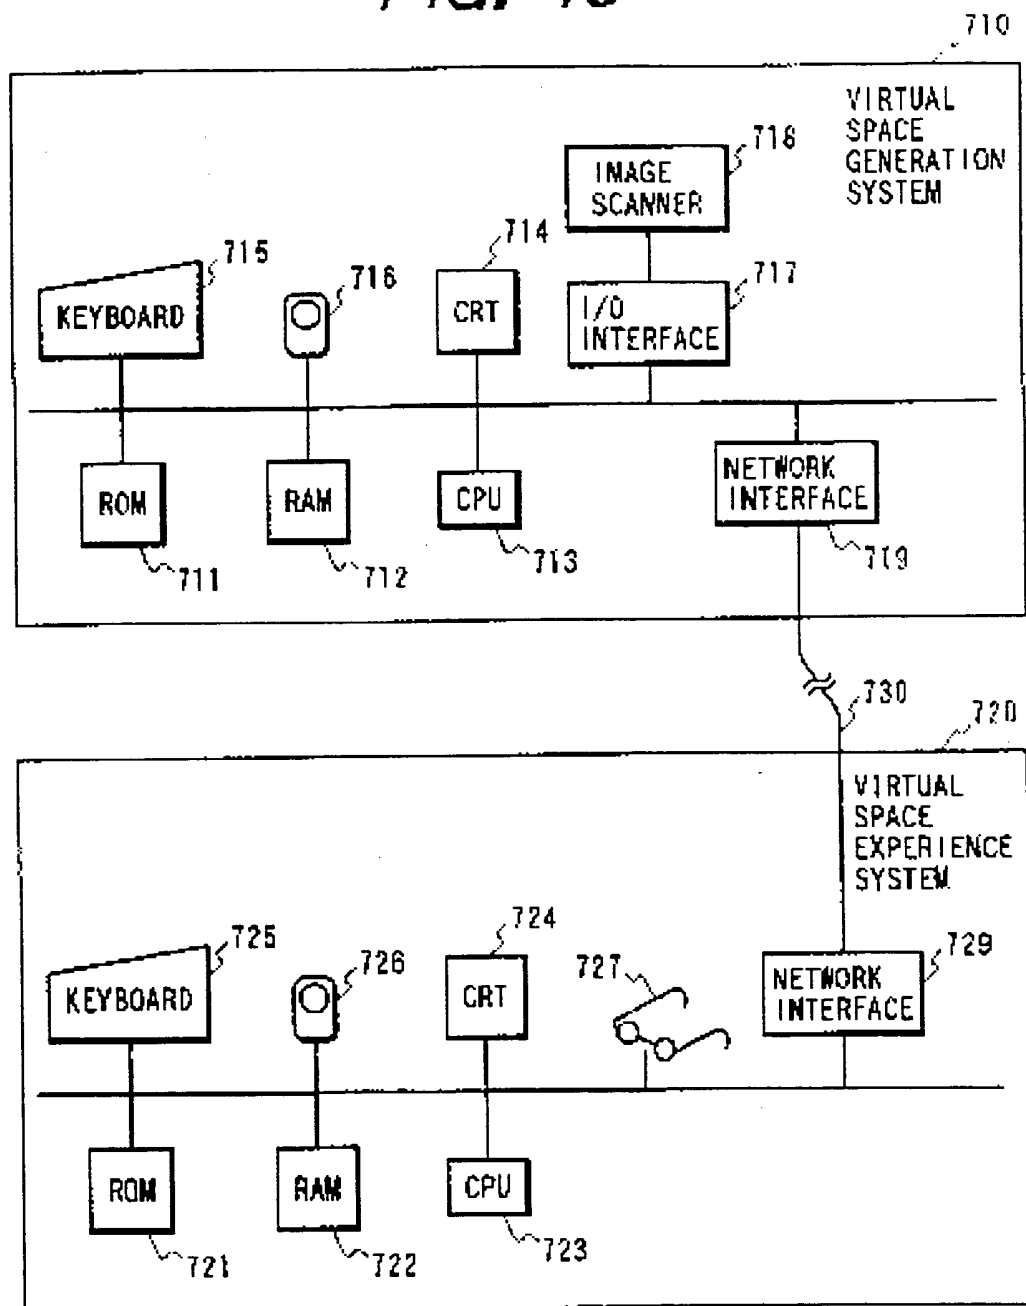 710
VIRTUAL
SPACE
GENERATION
SYSTEM
718
IMAGE
SCANNER
714
715
716
717
KEYBOARD
CRT
I/O
INTERFACE
NETWORK
INTERFACE
ROM
RAM
CPU
711
712
713
719
730
720
VIRTUAL
SPACE
EXPERIENCE
SYSTEM
724
725
726
727
729
KEYBOARD
CRT
NETWORK
INTERFACE
ROM
RAM
CPU
721
722
723